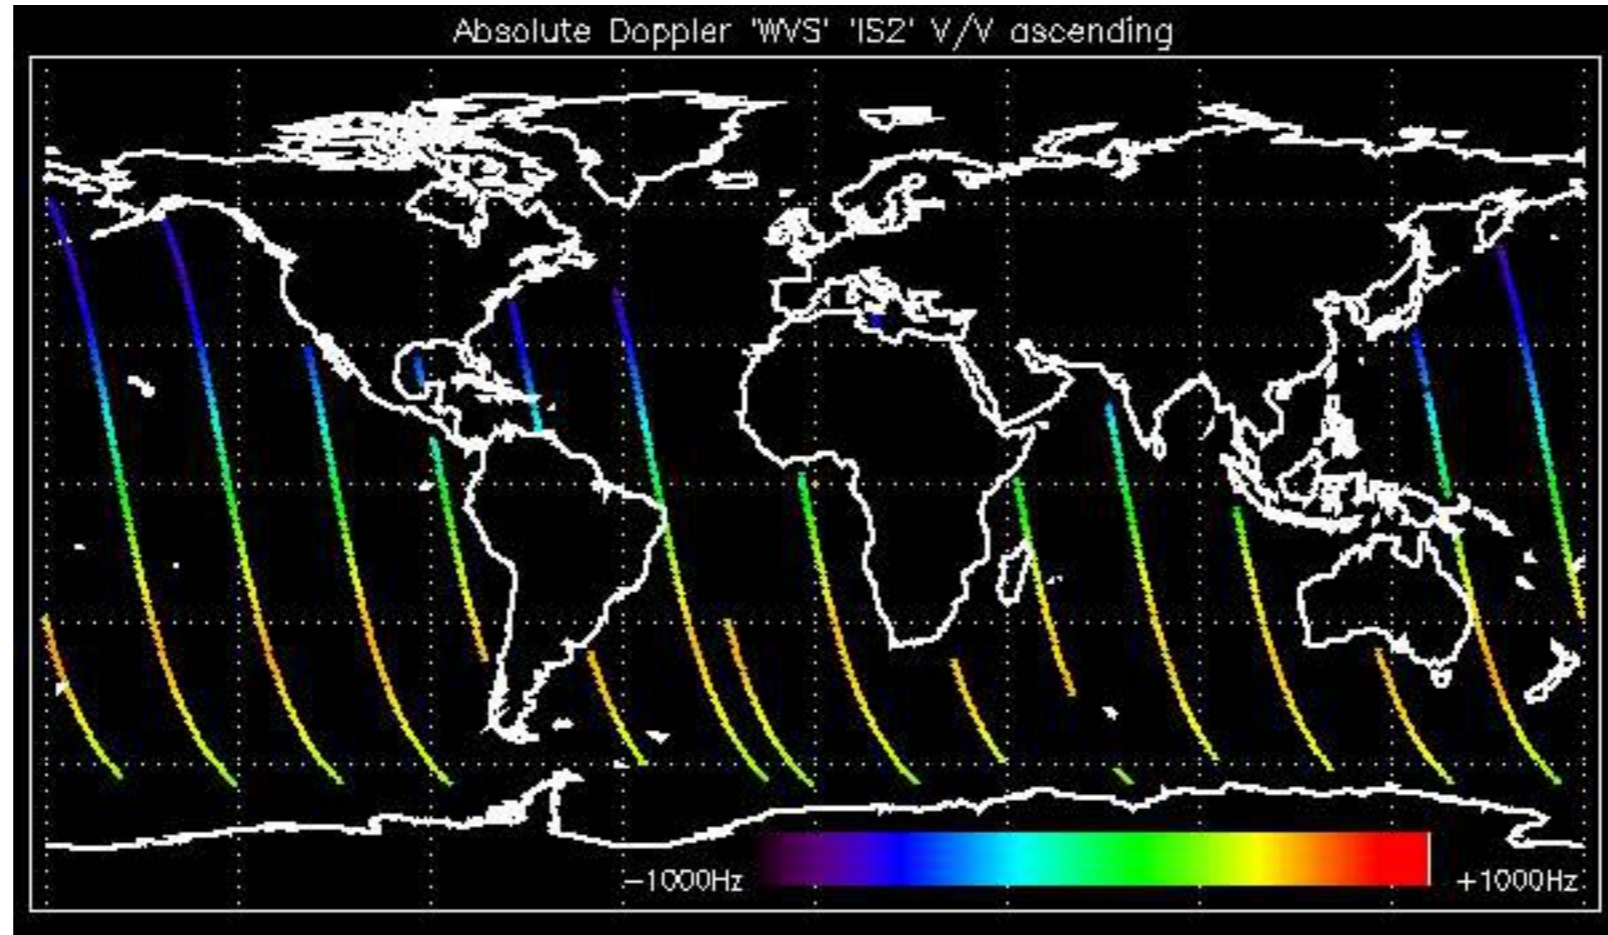 Absolute Doppler 'WVS' 'IS2' V/V ascending
−1000Hz +1000Hz